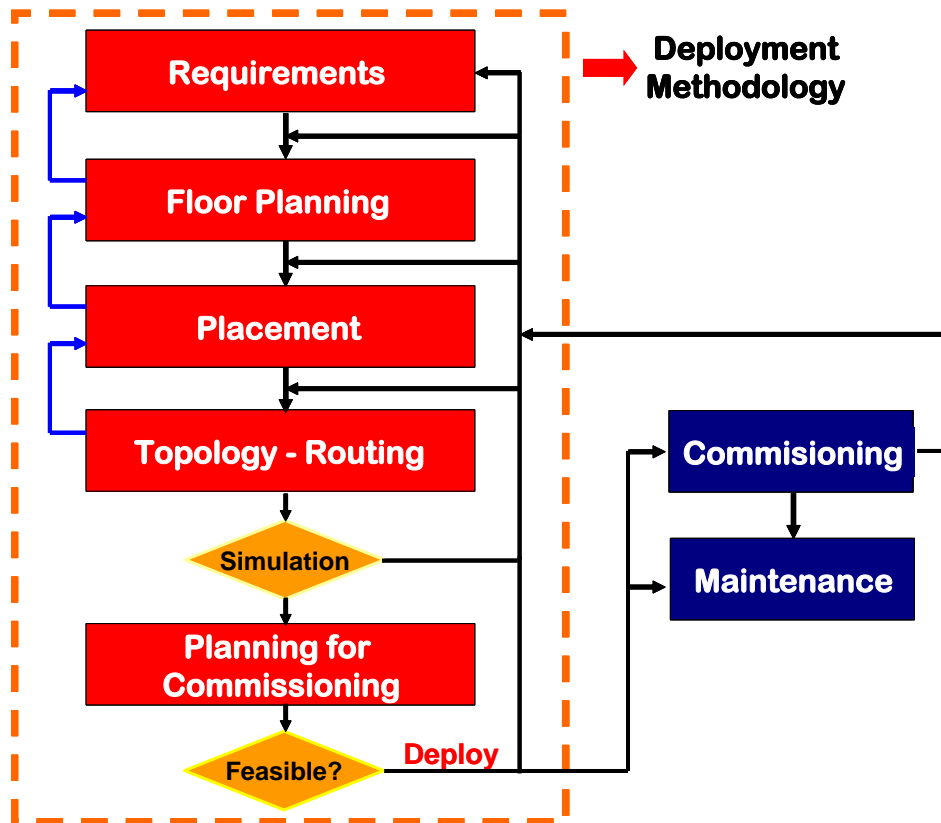 Requirements
Deployment
Methodology
Floor Planning
Placement
Topology - Routing
Commisioning
Simulation
Maintenance
Planning for
Commissioning
Deploy
Feasible?